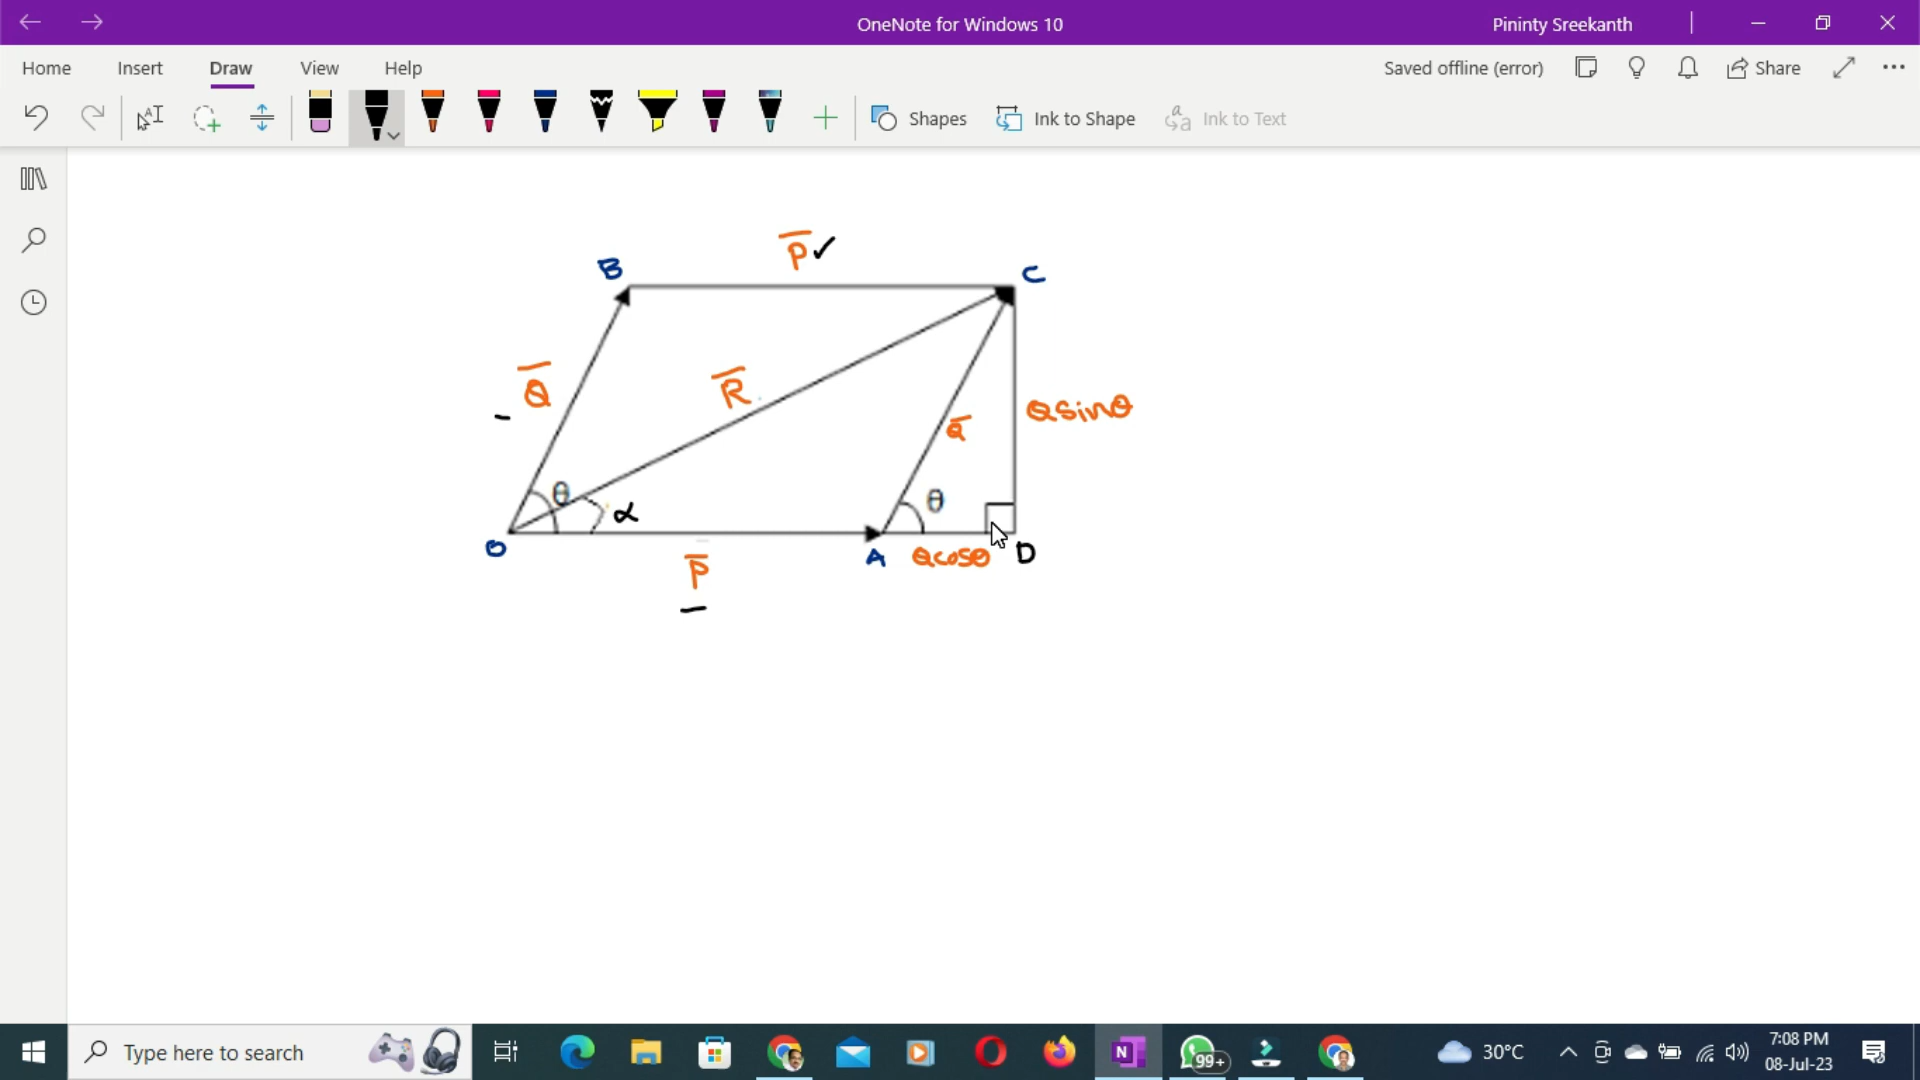 OneNote for Windows 10
Pininty Sreekanth
Home Insert Draw View Help
Saved offline (error)
Share
Shapes
Ink to Shape
Ink to Text
P
B
C
Q
R
Q
Qsinθ
θ
α
θ
O
P
A
Qcosθ
D
Type here to search
99+
30°C
7:08 PM
08-Jul-23